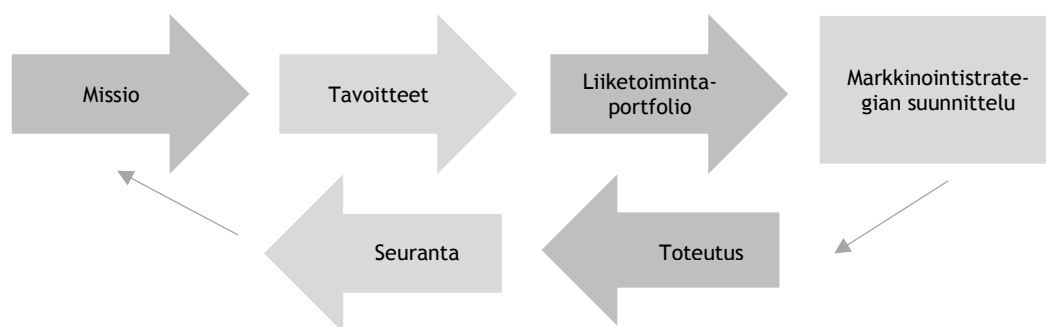 Missio
Tavoitteet
Liiketoiminta-
portfolio
Markkinointistrate-
gian suunnittelu
Seuranta
Toteutus